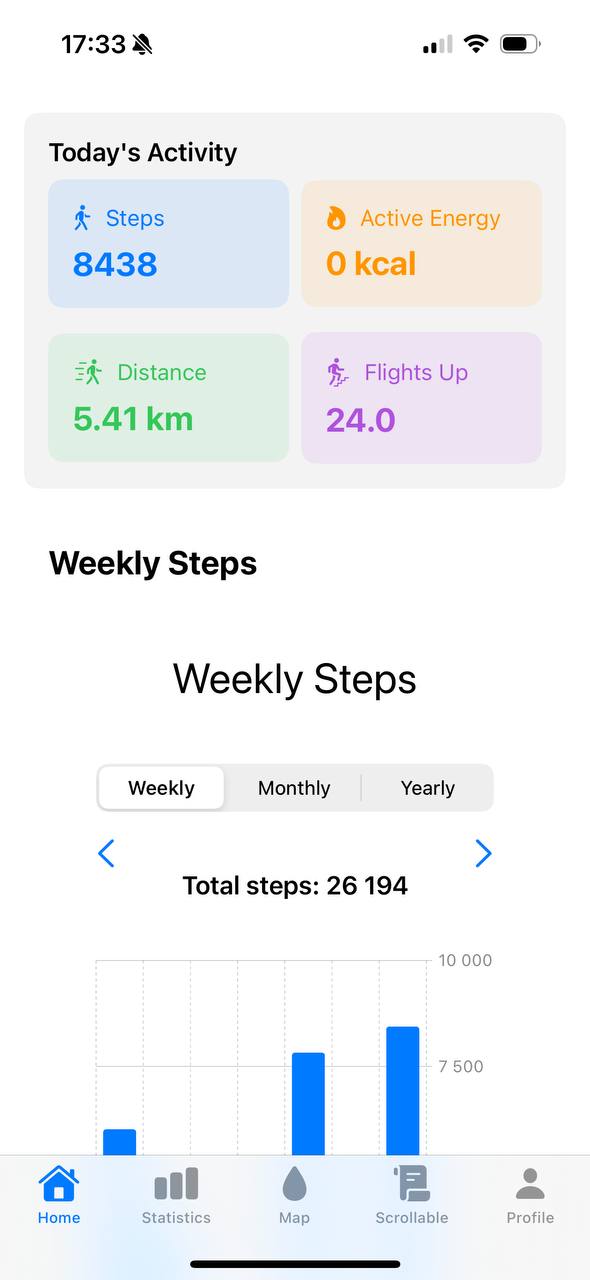 17:33
Today's Activity
Steps
Active Energy
8438
0 kcal
Distance
Flights Up
5.41 km
24.0
Weekly Steps
Weekly Steps
Weekly
Monthly
Yearly
Total steps: 26 194
10 000
7 500
Home
Statistics
Map
Scrollable
Profile